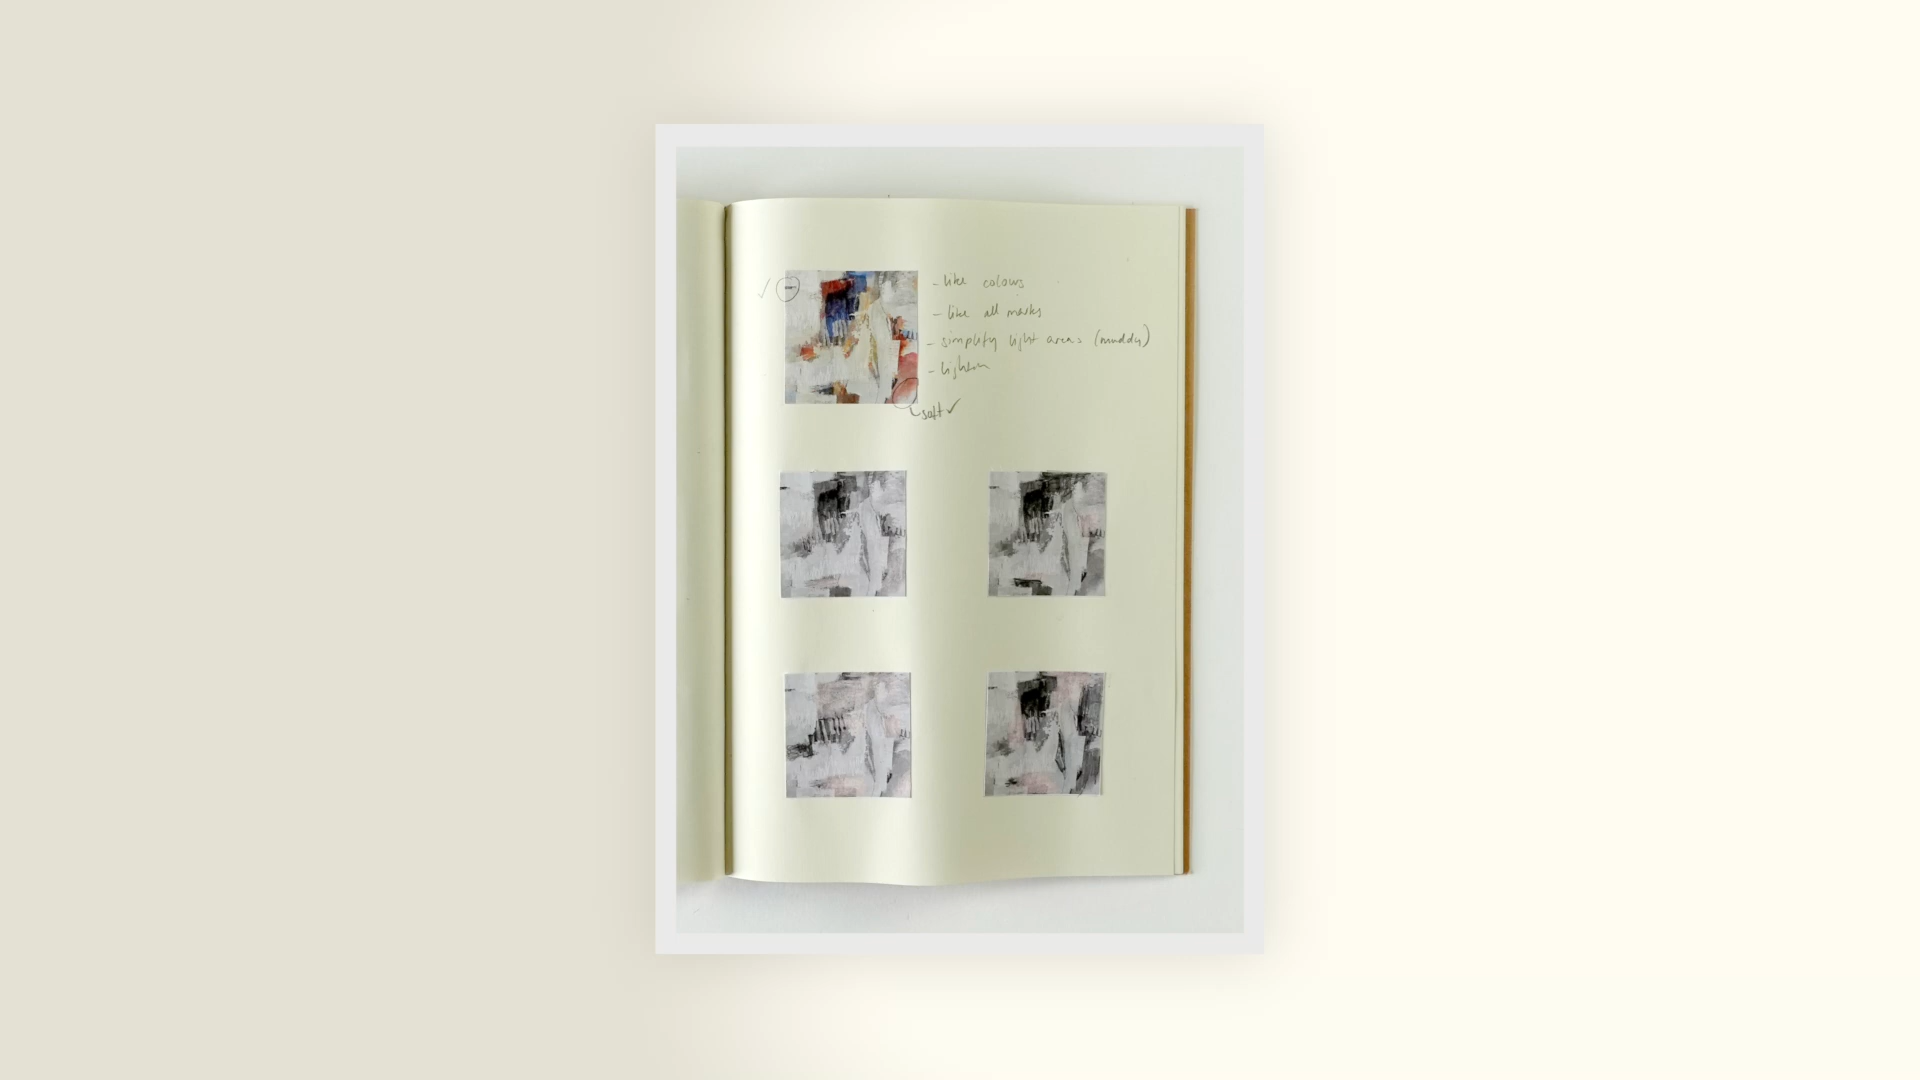 - like colours
- like all marks
- simplify light areas (muddy)
- lighten
soft ✓